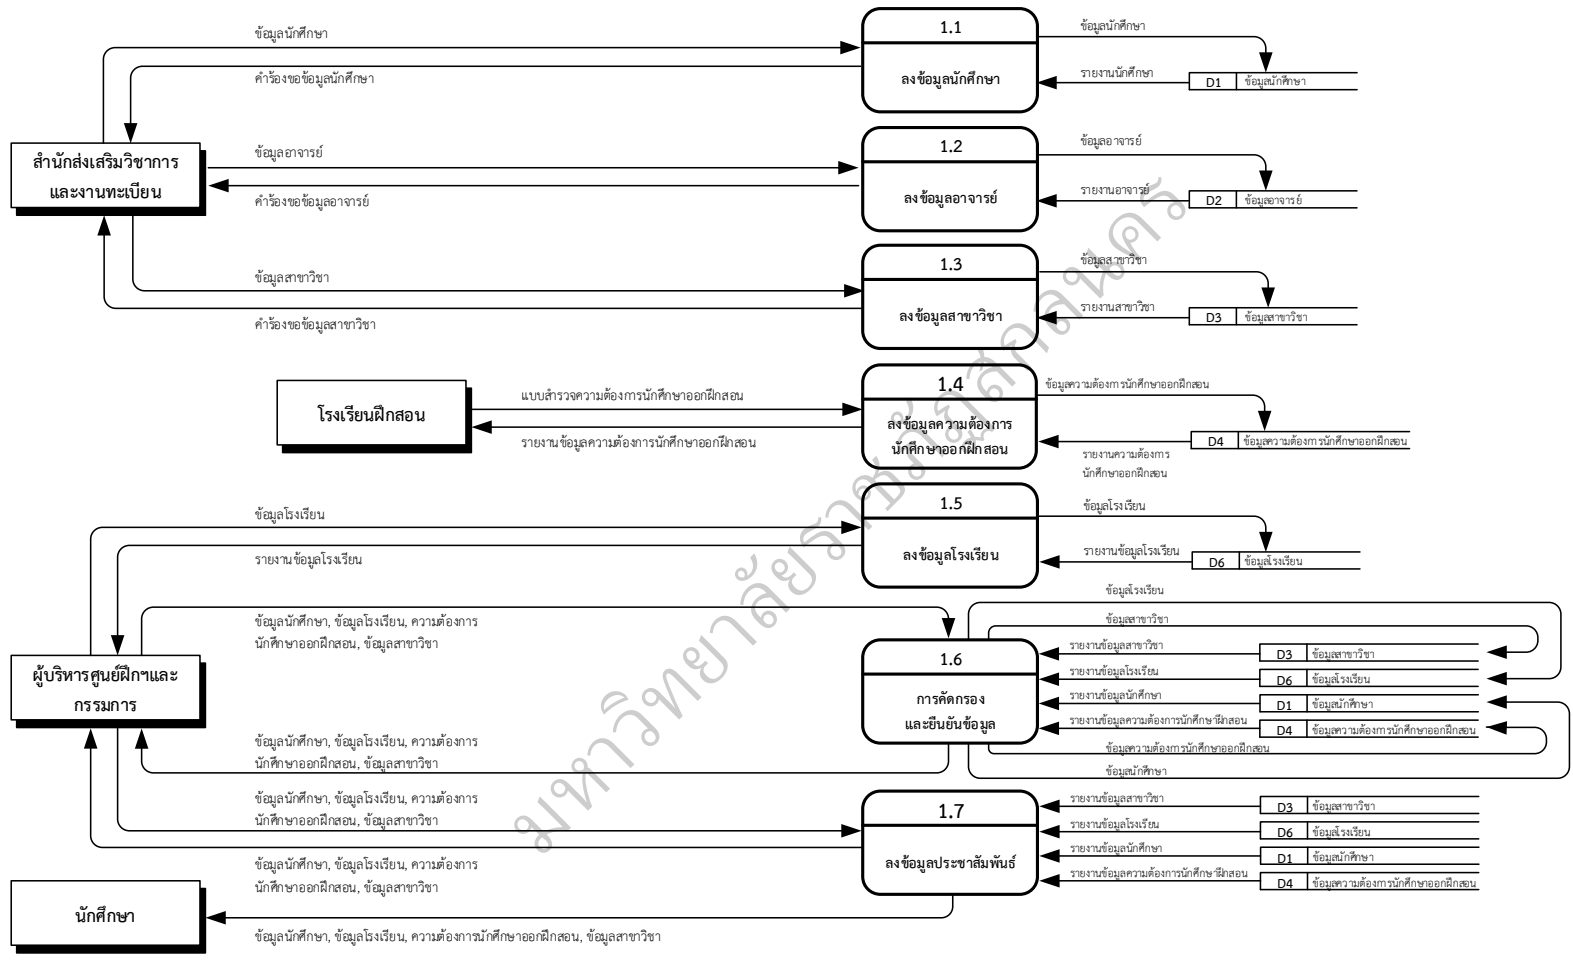 ข้อมูลนักศึกษา
คำร้องขอข้อมูลนักศึกษา
1.1
ลงข้อมูลนักศึกษา
ข้อมูลนักศึกษา
รายงานนักศึกษา
D1 ข้อมูลนักศึกษา
สำนักส่งเสริมวิชาการ
และงานทะเบียน
ข้อมูลอาจารย์
คำร้องขอข้อมูลอาจารย์
1.2
ลงข้อมูลอาจารย์
ข้อมูลอาจารย์
รายงานอาจารย์
D2 ข้อมูลอาจารย์
ข้อมูลสาขาวิชา
คำร้องขอข้อมูลสาขาวิชา
1.3
ลงข้อมูลสาขาวิชา
ข้อมูลสาขาวิชา
รายงานสาขาวิชา
D3 ข้อมูลสาขาวิชา
โรงเรียนฝึกสอน
แบบสำรวจความต้องการนักศึกษาออกฝึกสอน
รายงานข้อมูลความต้องการนักศึกษาออกฝึกสอน
1.4
ลงข้อมูลความต้องการ
นักศึกษาออกฝึกสอน
ข้อมูลความต้องการนักศึกษาออกฝึกสอน
รายงานความต้องการ
นักศึกษาออกฝึกสอน
D4 ข้อมูลความต้องการนักศึกษาออกฝึกสอน
ข้อมูลโรงเรียน
รายงานข้อมูลโรงเรียน
1.5
ลงข้อมูลโรงเรียน
ข้อมูลโรงเรียน
รายงานข้อมูลโรงเรียน
D6 ข้อมูลโรงเรียน
ผู้บริหารศูนย์ฝึกฯและ
กรรมการ
ข้อมูลนักศึกษา, ข้อมูลโรงเรียน, ความต้องการ
นักศึกษาออกฝึกสอน, ข้อมูลสาขาวิชา
ข้อมูลนักศึกษา, ข้อมูลโรงเรียน, ความต้องการ
นักศึกษาออกฝึกสอน, ข้อมูลสาขาวิชา
1.6
การคัดกรอง
และยืนยันข้อมูล
ข้อมูลโรงเรียน
ข้อมูลสาขาวิชา
รายงานข้อมูลสาขาวิชา
D3 ข้อมูลสาขาวิชา
รายงานข้อมูลโรงเรียน
D6 ข้อมูลโรงเรียน
รายงานข้อมูลนักศึกษา
D1 ข้อมูลนักศึกษา
รายงานข้อมูลความต้องการนักศึกษาฝึกสอน
D4 ข้อมูลความต้องการนักศึกษาออกฝึกสอน
ข้อมูลความต้องการนักศึกษาออกฝึกสอน
ข้อมูลนักศึกษา
ข้อมูลนักศึกษา, ข้อมูลโรงเรียน, ความต้องการ
นักศึกษาออกฝึกสอน, ข้อมูลสาขาวิชา
ข้อมูลนักศึกษา, ข้อมูลโรงเรียน, ความต้องการ
นักศึกษาออกฝึกสอน, ข้อมูลสาขาวิชา
1.7
ลงข้อมูลประชาสัมพันธ์
รายงานข้อมูลสาขาวิชา
D3 ข้อมูลสาขาวิชา
รายงานข้อมูลโรงเรียน
D6 ข้อมูลโรงเรียน
รายงานข้อมูลนักศึกษา
D1 ข้อมูลนักศึกษา
รายงานข้อมูลความต้องการนักศึกษาฝึกสอน
D4 ข้อมูลความต้องการนักศึกษาออกฝึกสอน
นักศึกษา
ข้อมูลนักศึกษา, ข้อมูลโรงเรียน, ความต้องการนักศึกษาออกฝึกสอน, ข้อมูลสาขาวิชา
มหาวิทยาลัยราชภัฏสกลนคร